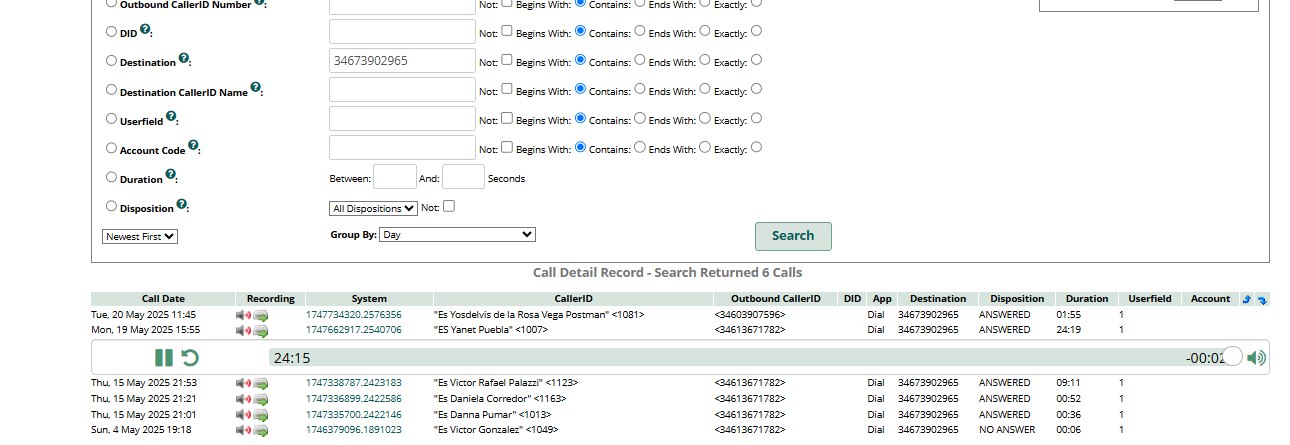 Outbound CallerID Number ?: Not: Begins With: Contains: Ends With: Exactly:
DID ?: Not: Begins With: Contains: Ends With: Exactly:
Destination ?: 34673902965 Not: Begins With: Contains: Ends With: Exactly:
Destination CallerID Name ?: Not: Begins With: Contains: Ends With: Exactly:
Userfield ?: Not: Begins With: Contains: Ends With: Exactly:
Account Code ?: Not: Begins With: Contains: Ends With: Exactly:
Duration ?: Between: And: Seconds
Disposition ?: All Dispositions Not:
Newest First Group By: Day Search
Call Detail Record - Search Returned 6 Calls
Call Date Recording System CallerID Outbound CallerID DID App Destination Disposition Duration Userfield Account
Tue, 20 May 2025 11:45 1747734320.2576356 "Es Yosdelvis de la Rosa Vega Postman" <1081> <34603907596> Dial 34673902965 ANSWERED 01:55 1
Mon, 19 May 2025 15:55 1747662917.2540706 "ES Yanet Puebla" <1007> <34613671782> Dial 34673902965 ANSWERED 24:19 1
24:15 -00:02
Thu, 15 May 2025 21:53 1747338787.2423183 "Es Victor Rafael Palazzi" <1123> <34613671782> Dial 34673902965 ANSWERED 09:11 1
Thu, 15 May 2025 21:21 1747336899.2422586 "Es Daniela Corredor" <1163> <34613671782> Dial 34673902965 ANSWERED 00:52 1
Thu, 15 May 2025 21:01 1747335700.2422146 "Es Danna Pumar" <1013> <34613671782> Dial 34673902965 ANSWERED 00:36 1
Sun, 4 May 2025 19:18 1746379096.1891023 "Es Victor Gonzalez" <1049> <34613671782> Dial 34673902965 NO ANSWER 00:06 1